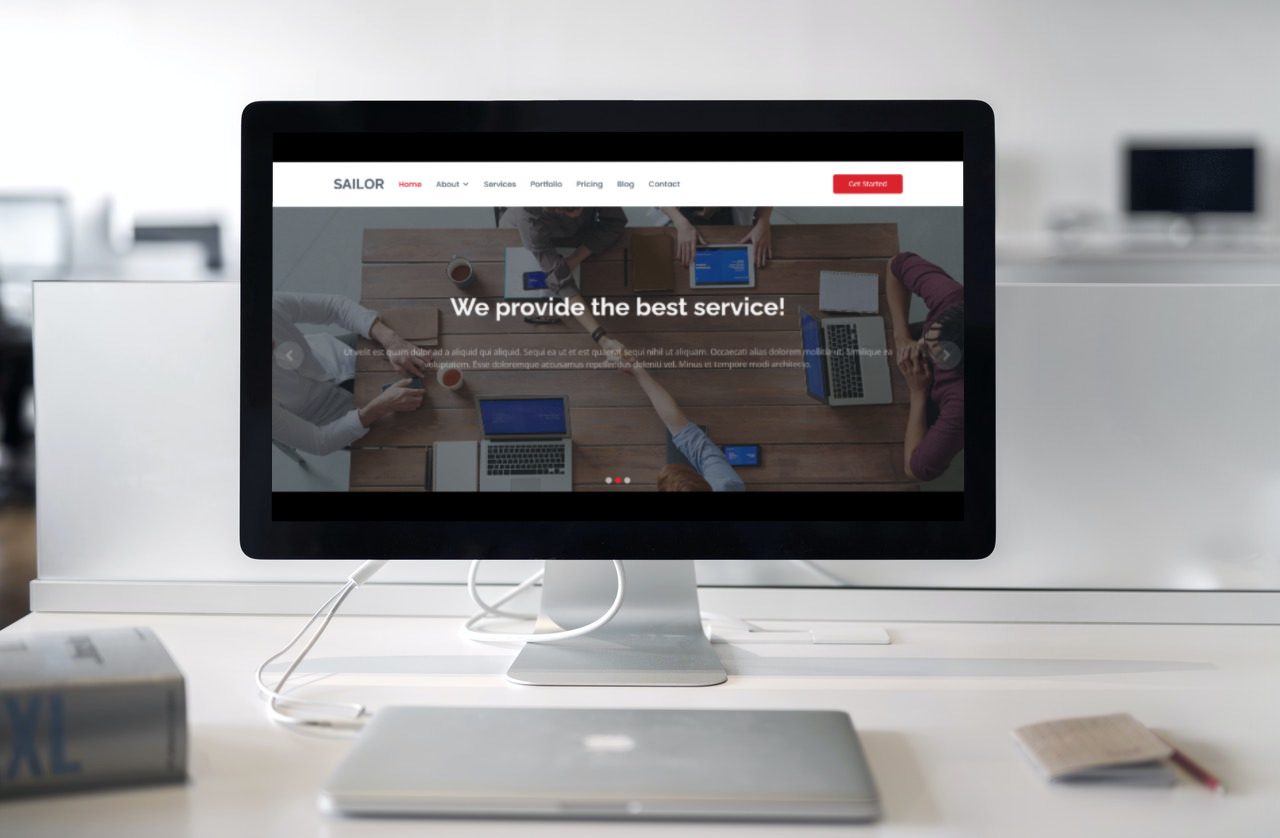 SAILOR Home About Services Portfolio Pricing Blog Contact Get Started
We provide the best service!
Ut velit est quam dolor ad a aliquid qui aliquid. Sequi ea ut et est quaerat sequi nihil ut aliquam. Occaecati alias dolorem mollitia ut. Similique ea
voluptatem. Esse doloremque accusamus repellendus deleniti vel. Minus et tempore modi architecto.
XL